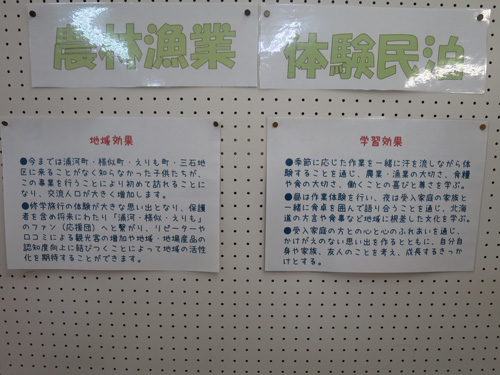 農林漁業
体験民泊
地域効果
●今までは浦河町・様似町・えりも町・三石地
区に来ることがなく知らなかった子供たちが、
この事業を行うことにより初めて訪れることに
なり、交流人口が大きく増加します。
●修学旅行の体験が大きな思い出となり、保護
者を含め将来にわたり「浦河・様似・えりも」
のファン（応援団）へと繋がり、リピーターや
口コミによる観光客の増加や地域・地場産品の
認知度向上に結びつくことによって地域の活性
化を期待することができます。
学習効果
●季節に応じた作業を一緒に汗を流しながら体
験することを通じ、農業・漁業の大切さ、食糧
や食の大切さ、働くことの喜びと尊さを学ぶ。
●昼は作業体験を行い、夜は受入家庭の家族と
一緒に食卓を囲んで語り合うことを通じ、北海
道の方言や食事など地域に根差した文化を学ぶ。
●受入家庭の方との心と心のふれあいを通じ、
かけがえのない思い出を作るとともに、自分自
身や家族、友人のことを考え、成長するきっか
けとする。